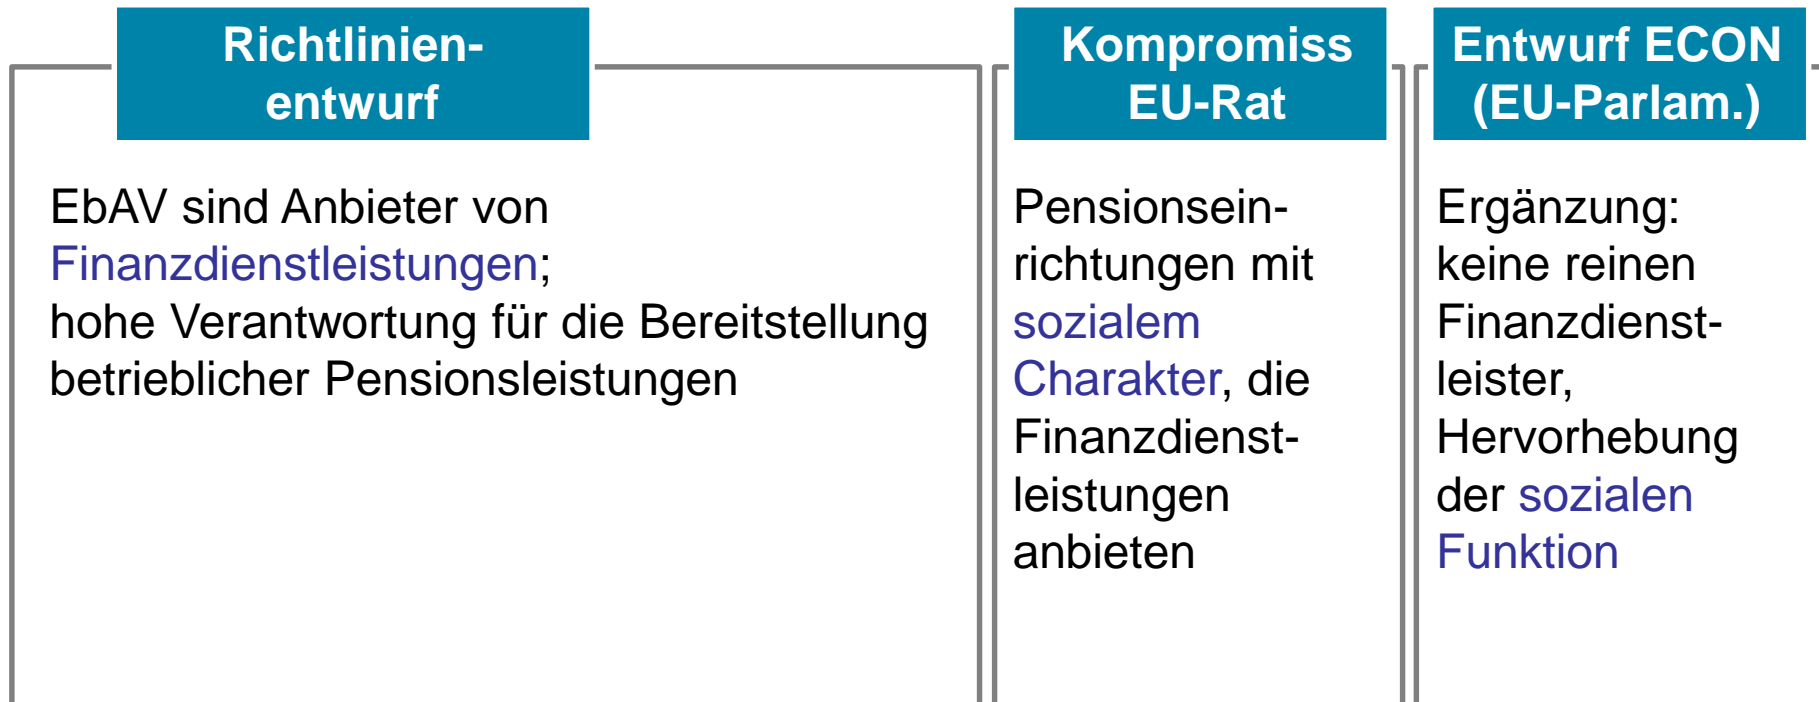 Richtlinien-
entwurf
EbAV sind Anbieter von
Finanzdienstleistungen;
hohe Verantwortung für die Bereitstellung
betrieblicher Pensionsleistungen
Kompromiss
EU-Rat
Pensionsein-
richtungen mit
sozialem
Charakter, die
Finanzdienst-
leistungen
anbieten
Entwurf ECON
(EU-Parlam.)
Ergänzung:
keine reinen
Finanzdienst-
leister,
Hervorhebung
der sozialen
Funktion